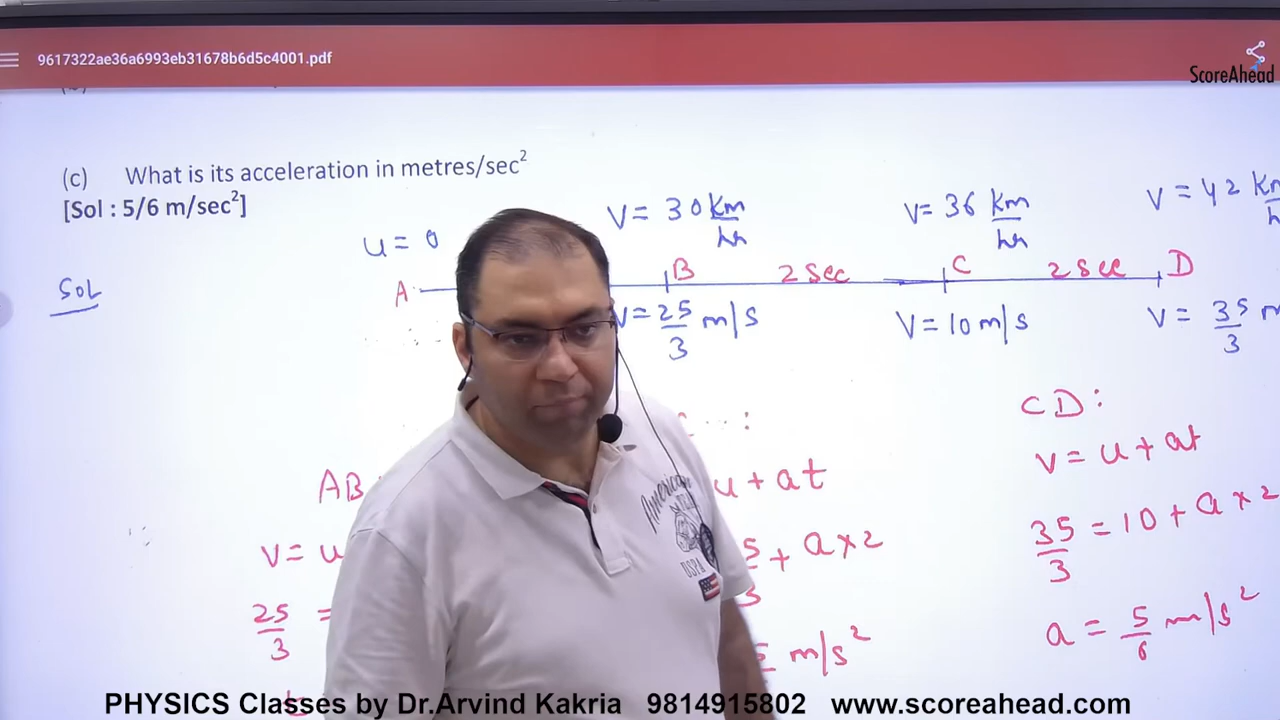 9617322ae36a6993eb31678b6d5c4001.pdf
ScoreAhead
(c) What is its acceleration in metres/sec²
[Sol : 5/6 m/sec²]
u = 0
V = 30 Km/hr
V = 36 Km/hr
V = 42 Km/h
Sol
A
B
2 Sec
C
2 Sec
D
V = 25/3 m/s
V = 10 m/s
V = 35/3 m
CD :
AB
u + at
V = u + at
V = u
5 + a × 2
35/3 = 10 + a × 2
25/3 =
m/s²
a = 5/6 m/s²
American
USPA
PHYSICS Classes by Dr.Arvind Kakria 9814915802 www.scoreahead.com